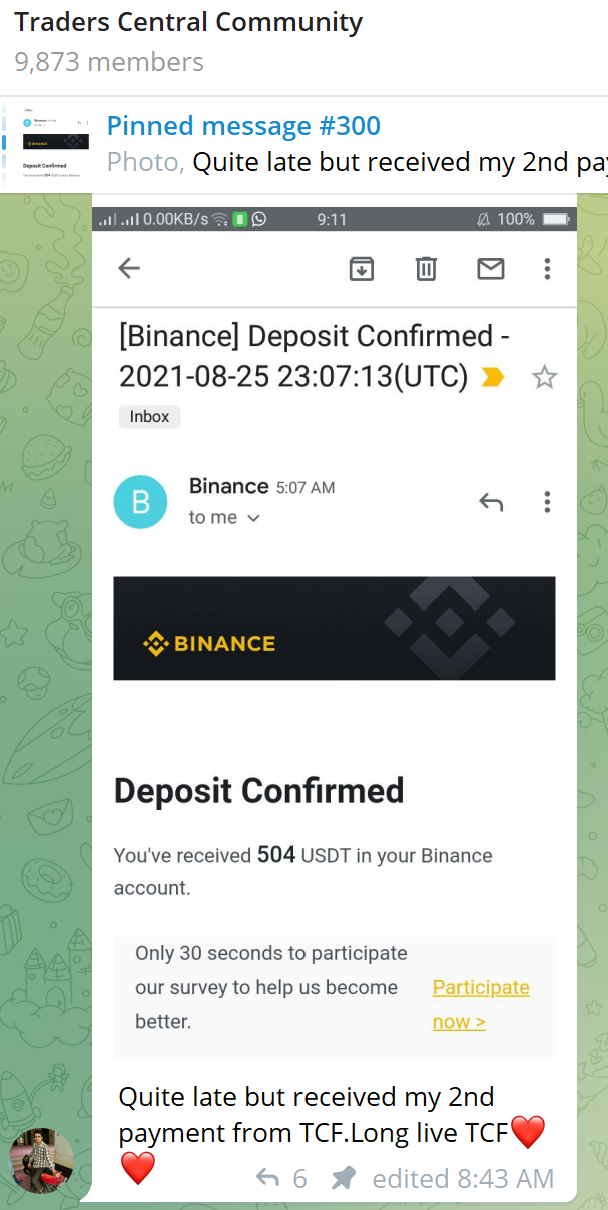 Traders Central Community
9,873 members
Pinned message #300
Photo, Quite late but received my 2nd pay
0.00KB/s 9:11 100%
[Binance] Deposit Confirmed -
2021-08-25 23:07:13(UTC)
Inbox
B
Binance 5:07 AM
to me
BINANCE
Deposit Confirmed
You've received 504 USDT in your Binance
account.
Only 30 seconds to participate
our survey to help us become
better.
Participate
now >
Quite late but received my 2nd
payment from TCF.Long live TCF❤️
❤️
6 edited 8:43 AM